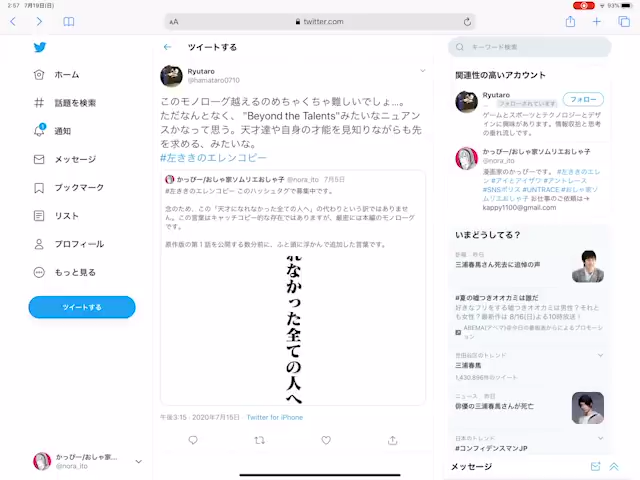 2:57 7月19日(日)
93%
AA
twitter.com
ホーム
話題を検索
1
通知
メッセージ
ブックマーク
リスト
プロフィール
もっと見る
ツイートする
かっぴー/おしゃ家...
@nora_ito
ツイートする
Ryutaro
@hamataro0710
このモノローグ越えるのめちゃくちゃ難しいでしょ...。
ただなんとなく、"Beyond the Talents"みたいなニュアン
スかなって思う。天才達や自身の才能を見知りながらも先
を求める、みたいな。
#左ききのエレンコピー
かっぴー/おしゃ家ソムリエおしゃ子 @nora_ito 7月5日
#左ききのエレンコピー このハッシュタグで募集中です。
念のため、この「天才になれなかった全ての人へ」の代わりという訳ではありま
せん。この言葉はキャッチコピー的な存在ではありますが、厳密には本編のモノローグ
です。
原作版の第1話を公開する数分前に、ふと頭に浮かんで追加した言葉です。
れなかった全ての人へ
午後3:15 · 2020年7月15日 Twitter for iPhone
キーワード検索
関連性の高いアカウント
Ryutaro
フォローされています
フォロー
ゲームとスポーツとテクノロジーとデザ
インに興味があります。情報収集と思考
の垂れ流しです。
かっぴー/おしゃ家ソムリエおしゃ子
@nora_ito
漫画家のかっぴーです。 #左ききのエレ
ン #アイとアイザワ #アントレース
#SNSポリス #UNTRACE #おしゃ家ソ
ムリエおしゃ子 お仕事のご依頼は→
kappy1100@gmail.com
いまどうしてる？
昨日
三浦春馬さん死去に追悼の声
#夏の嘘つきオオカミは誰だ
好きなフリをする嘘つきオオカミは男性？それと
も女性？最新作は 8/16(日)よる10時放送！
ABEMA(アベマ)@今日の番組表からによるプロモーシ
ョン
世田谷区のトレンド
三浦春馬
1,430,896件のツイート
ニュース 昨日
俳優の三浦春馬さんが死亡
日本のトレンド
#コンフィデンスマンJP
メッセージ